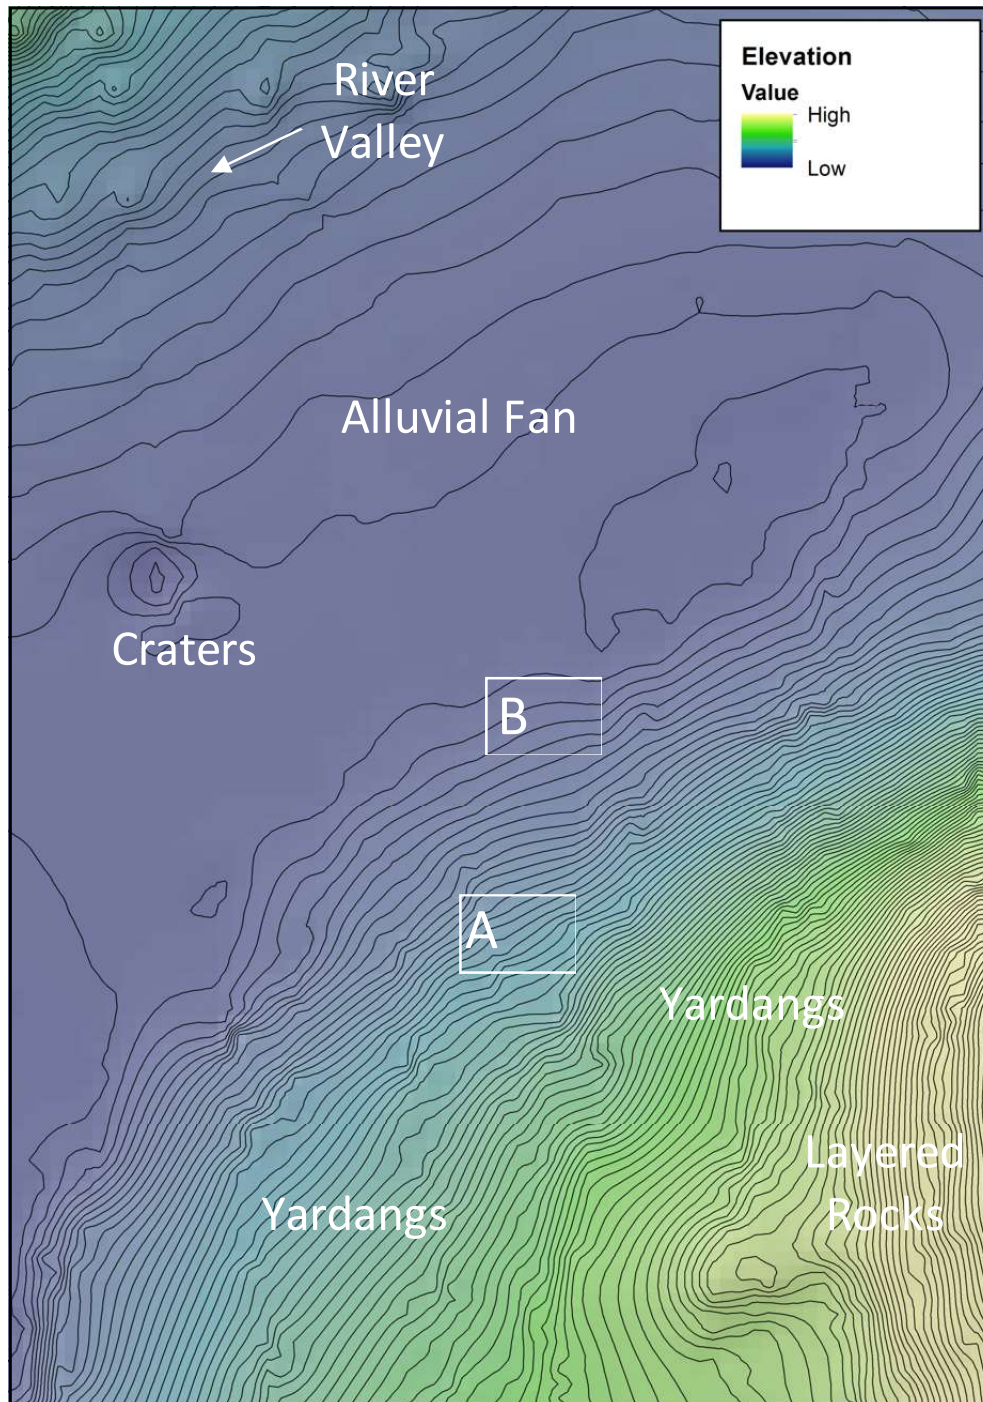 River
Valley
Elevation
Value
High
Low
Alluvial Fan
Craters
B
A
Yardangs
Layered
Rocks
Yardangs